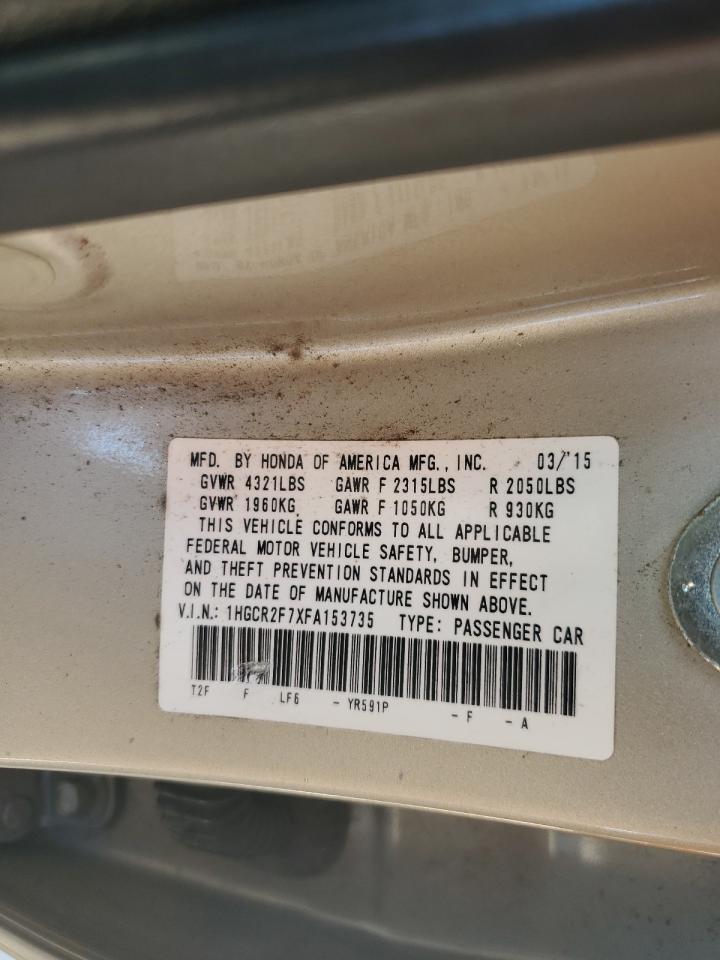 MFD. BY HONDA OF AMERICA MFG., INC. 03/'15
GVWR 4321LBS GAWR F 2315LBS R 2050LBS
GVWR 1960KG GAWR F 1050KG R 930KG
THIS VEHICLE CONFORMS TO ALL APPLICABLE
FEDERAL MOTOR VEHICLE SAFETY, BUMPER,
AND THEFT PREVENTION STANDARDS IN EFFECT
ON THE DATE OF MANUFACTURE SHOWN ABOVE.
V.I.N.: 1HGCR2F7XFA153735 TYPE: PASSENGER CAR
T2F F LF6 - YR591P - F - A